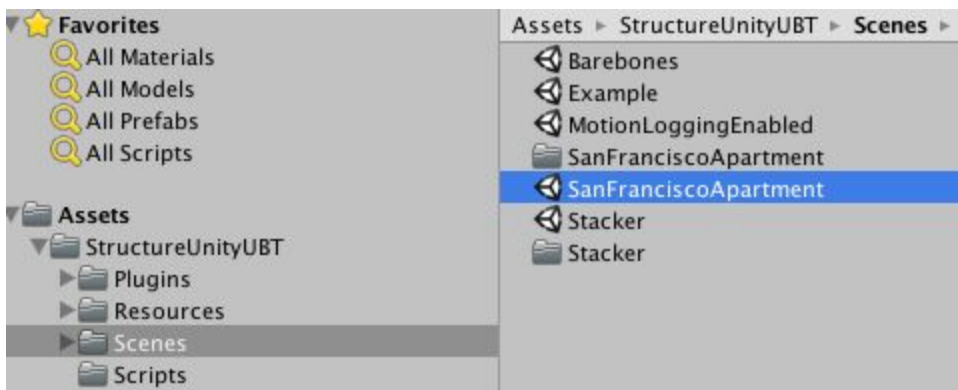 Favorites
All Materials
All Models
All Prefabs
All Scripts
Assets
StructureUnityUBT
Plugins
Resources
Scenes
Scripts
Assets ▸ StructureUnityUBT ▸ Scenes ▸
Barebones
Example
MotionLoggingEnabled
SanFranciscoApartment
SanFranciscoApartment
Stacker
Stacker